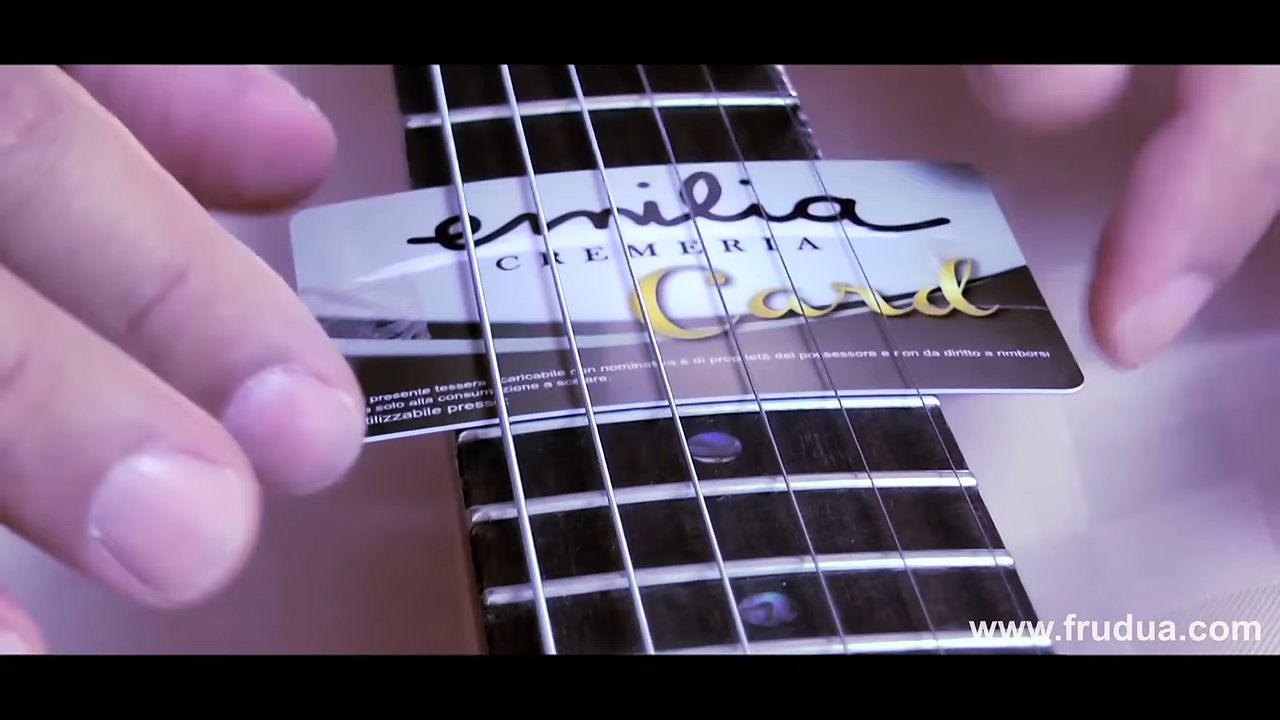 emilia
CREMERIA
Card
presente tessera caricabile non nominativa è di proprietà del possessore e non da diritto a rimborsi
solo alla consumazione a scalare.
utilizzabile presso:
www.frudua.com